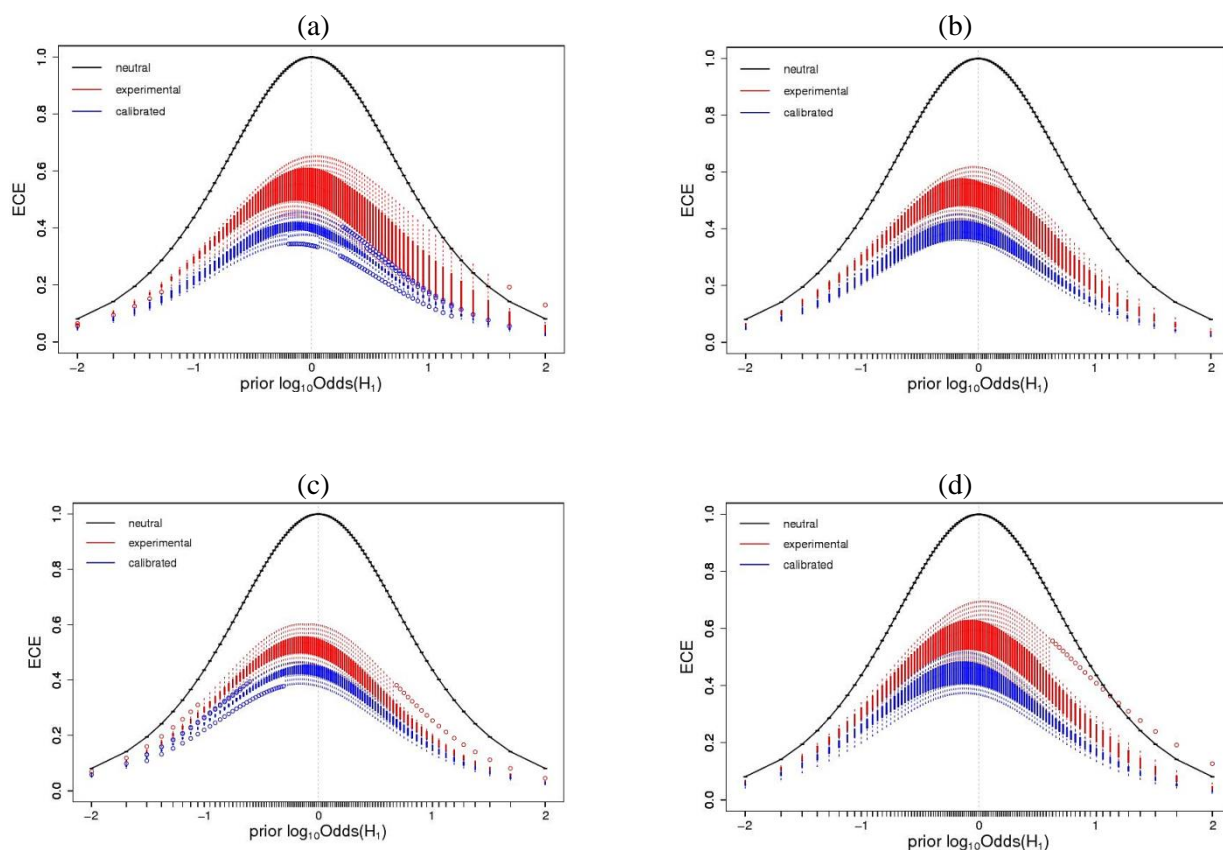 (a)
neutral
experimental
calibrated
ECE
1.0
0.8
0.6
0.4
0.2
0.0
−2 −1 0 1 2
prior log₁₀Odds(H₁)
(b)
neutral
experimental
calibrated
ECE
1.0
0.8
0.6
0.4
0.2
0.0
−2 −1 0 1 2
prior log₁₀Odds(H₁)
(c)
neutral
experimental
calibrated
ECE
1.0
0.8
0.6
0.4
0.2
0.0
−2 −1 0 1 2
prior log₁₀Odds(H₁)
(d)
neutral
experimental
calibrated
ECE
1.0
0.8
0.6
0.4
0.2
0.0
−2 −1 0 1 2
prior log₁₀Odds(H₁)